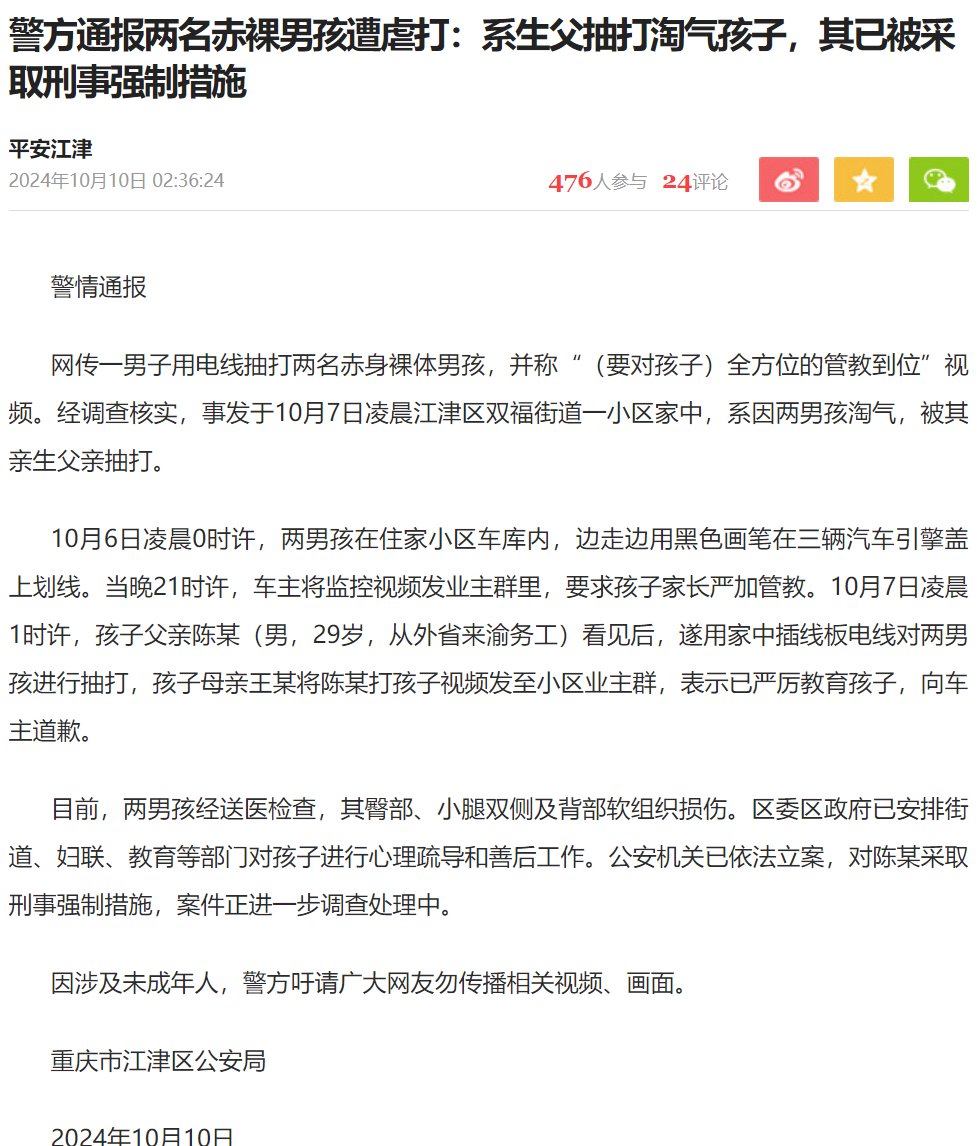 警方通报两名赤裸男孩遭虐打：系生父抽打淘气孩子，其已被采
取刑事强制措施
平安江津
2024年10月10日 02:36:24
476人参与 24评论
警情通报
网传一男子用电线抽打两名赤身裸体男孩，并称“（要对孩子）全方位的管教到位”视
频。经调查核实，事发于10月7日凌晨江津区双福街道一小区家中，系因两男孩淘气，被其
亲生父亲抽打。
10月6日凌晨0时许，两男孩在住家小区车库内，边走边用黑色画笔在三辆汽车引擎盖
上划线。当晚21时许，车主将监控视频发业主群里，要求孩子家长严加管教。10月7日凌晨
1时许，孩子父亲陈某（男，29岁，从外省来渝务工）看见后，遂用家中插线板电线对两男
孩进行抽打，孩子母亲王某将陈某打孩子视频发至小区业主群，表示已严厉教育孩子，向车
主道歉。
目前，两男孩经送医检查，其臀部、小腿双侧及背部软组织损伤。区委区政府已安排街
道、妇联、教育等部门对孩子进行心理疏导和善后工作。公安机关已依法立案，对陈某采取
刑事强制措施，案件正进一步调查处理中。
因涉及未成年人，警方吁请广大网友勿传播相关视频、画面。
重庆市江津区公安局
2024年10月10日